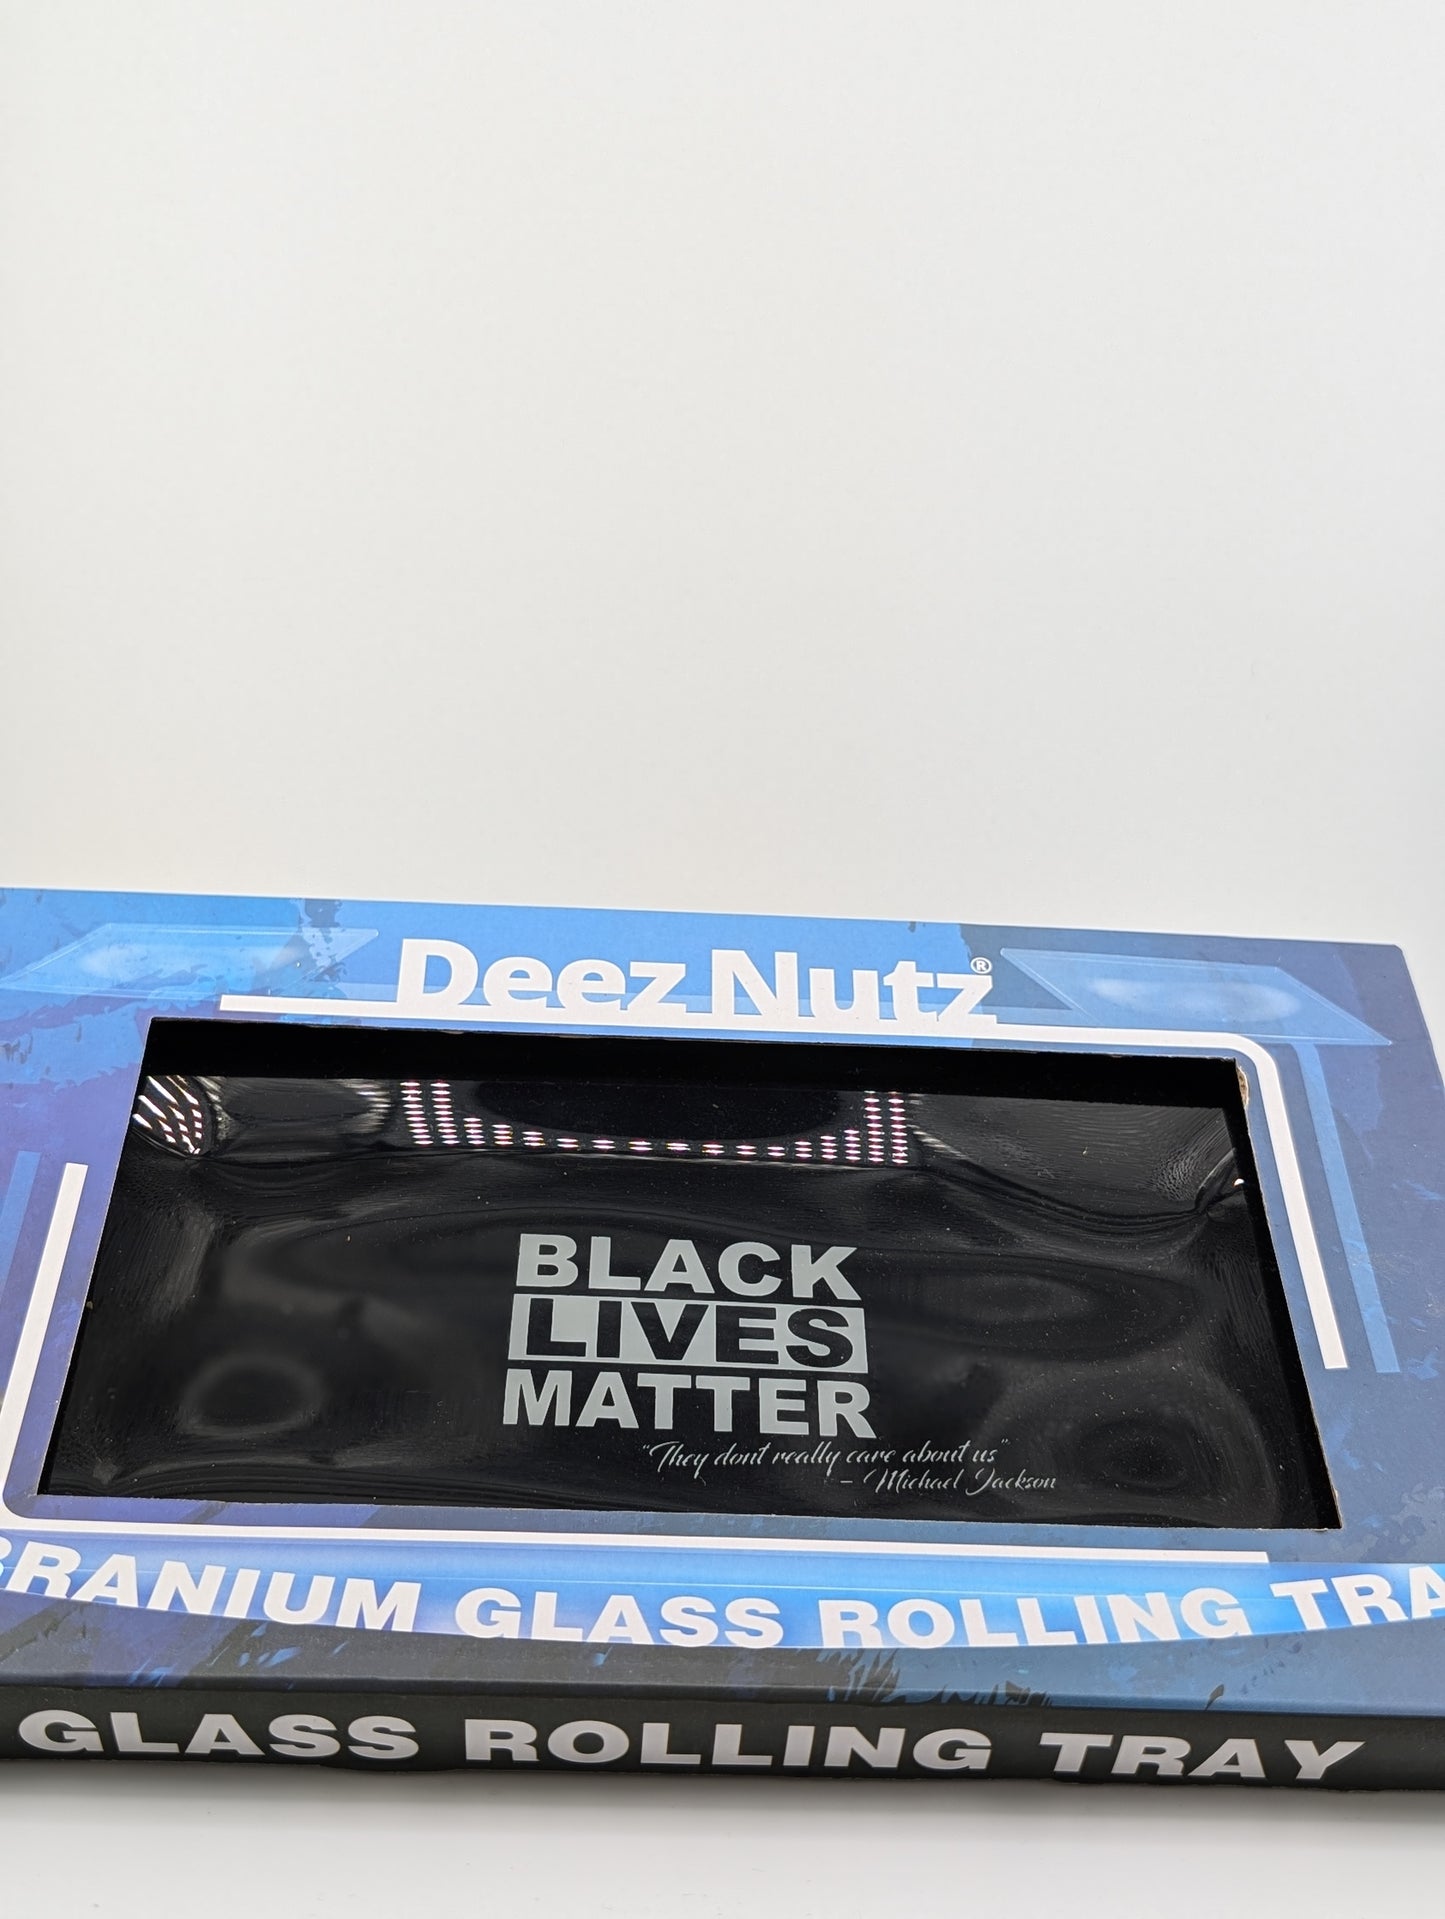 Deez Nutz®
BLACK
LIVES
MATTER
"They dont really care about us"
- Michael Jackson
BRANIUM GLASS ROLLING TRA
GLASS ROLLING TRAY